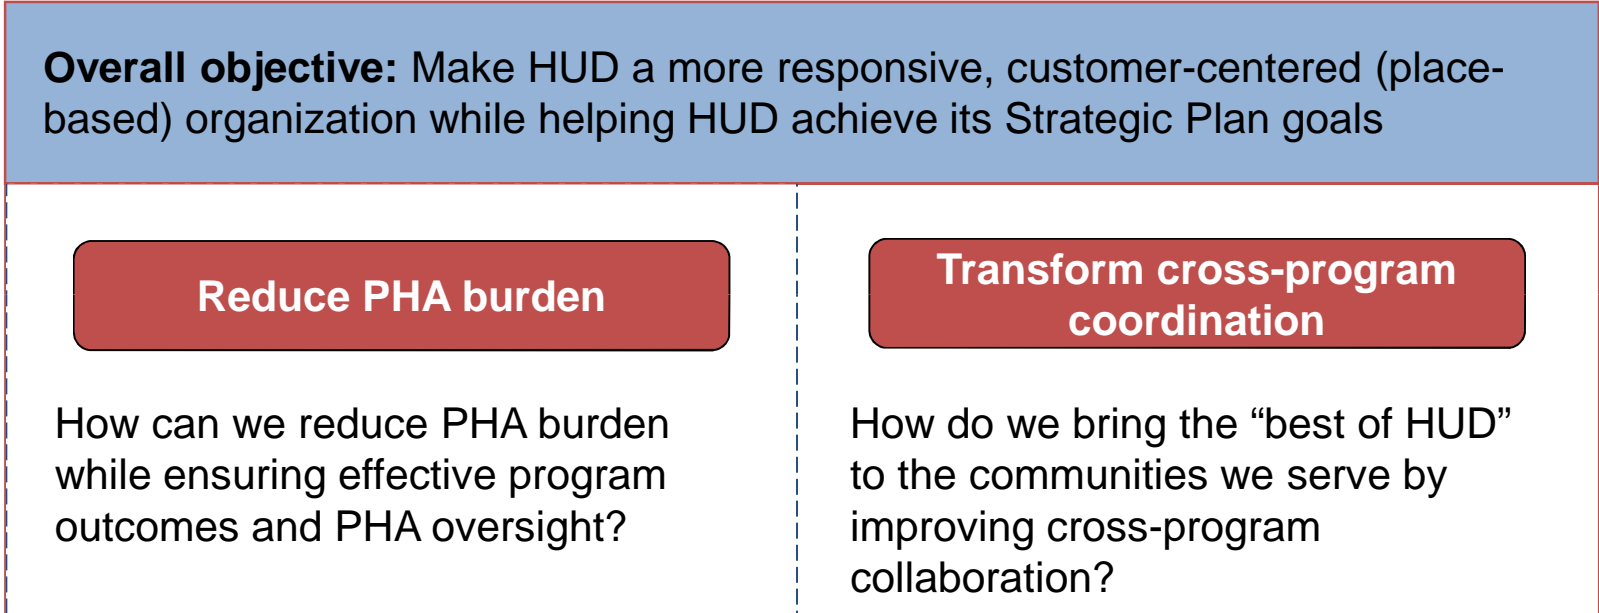 Overall objective: Make HUD a more responsive, customer-centered (place-
based) organization while helping HUD achieve its Strategic Plan goals
Reduce PHA burden
How can we reduce PHA burden
while ensuring effective program
outcomes and PHA oversight?
Transform cross-program
coordination
How do we bring the “best of HUD”
to the communities we serve by
improving cross-program
collaboration?